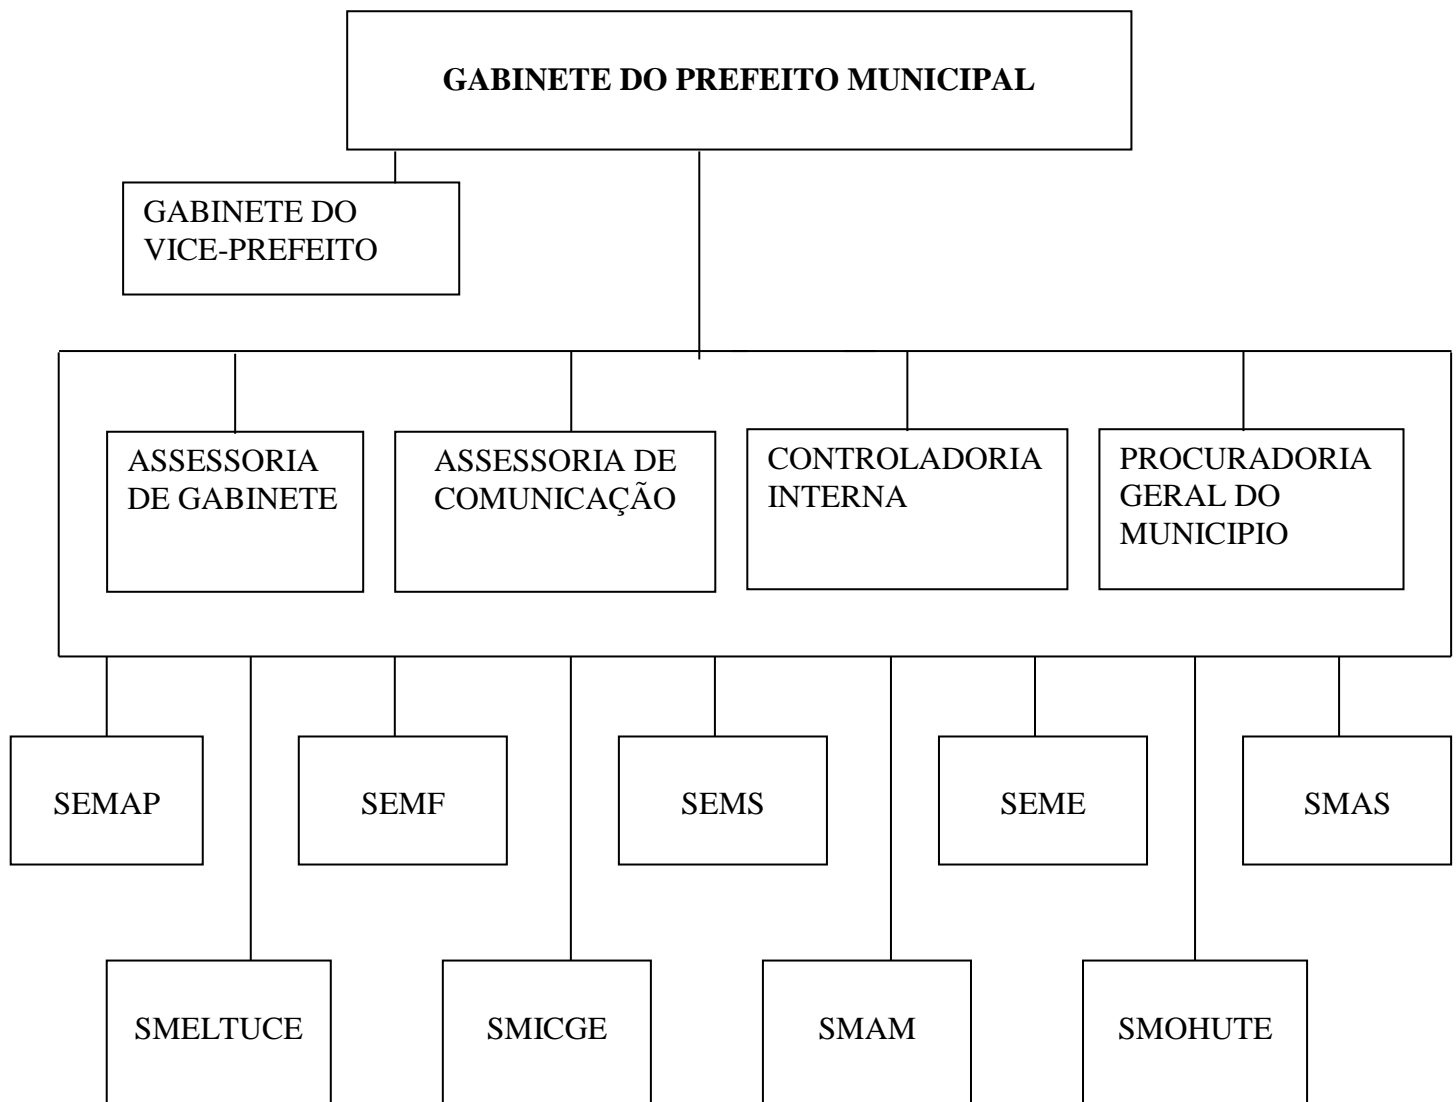 GABINETE DO PREFEITO MUNICIPAL
GABINETE DO
VICE-PREFEITO
ASSESSORIA
DE GABINETE
ASSESSORIA DE
COMUNICAÇÃO
CONTROLADORIA
INTERNA
PROCURADORIA
GERAL DO
MUNICIPIO
SEMAP
SEMF
SEMS
SEME
SMAS
SMELTUCE
SMICGE
SMAM
SMOHUTE